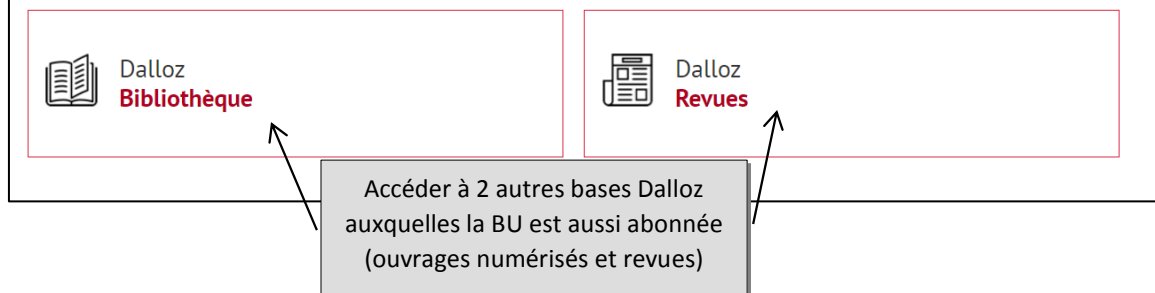 Dalloz
Bibliothèque
Dalloz
Revues
Accéder à 2 autres bases Dalloz
auxquelles la BU est aussi abonnée
(ouvrages numérisés et revues)